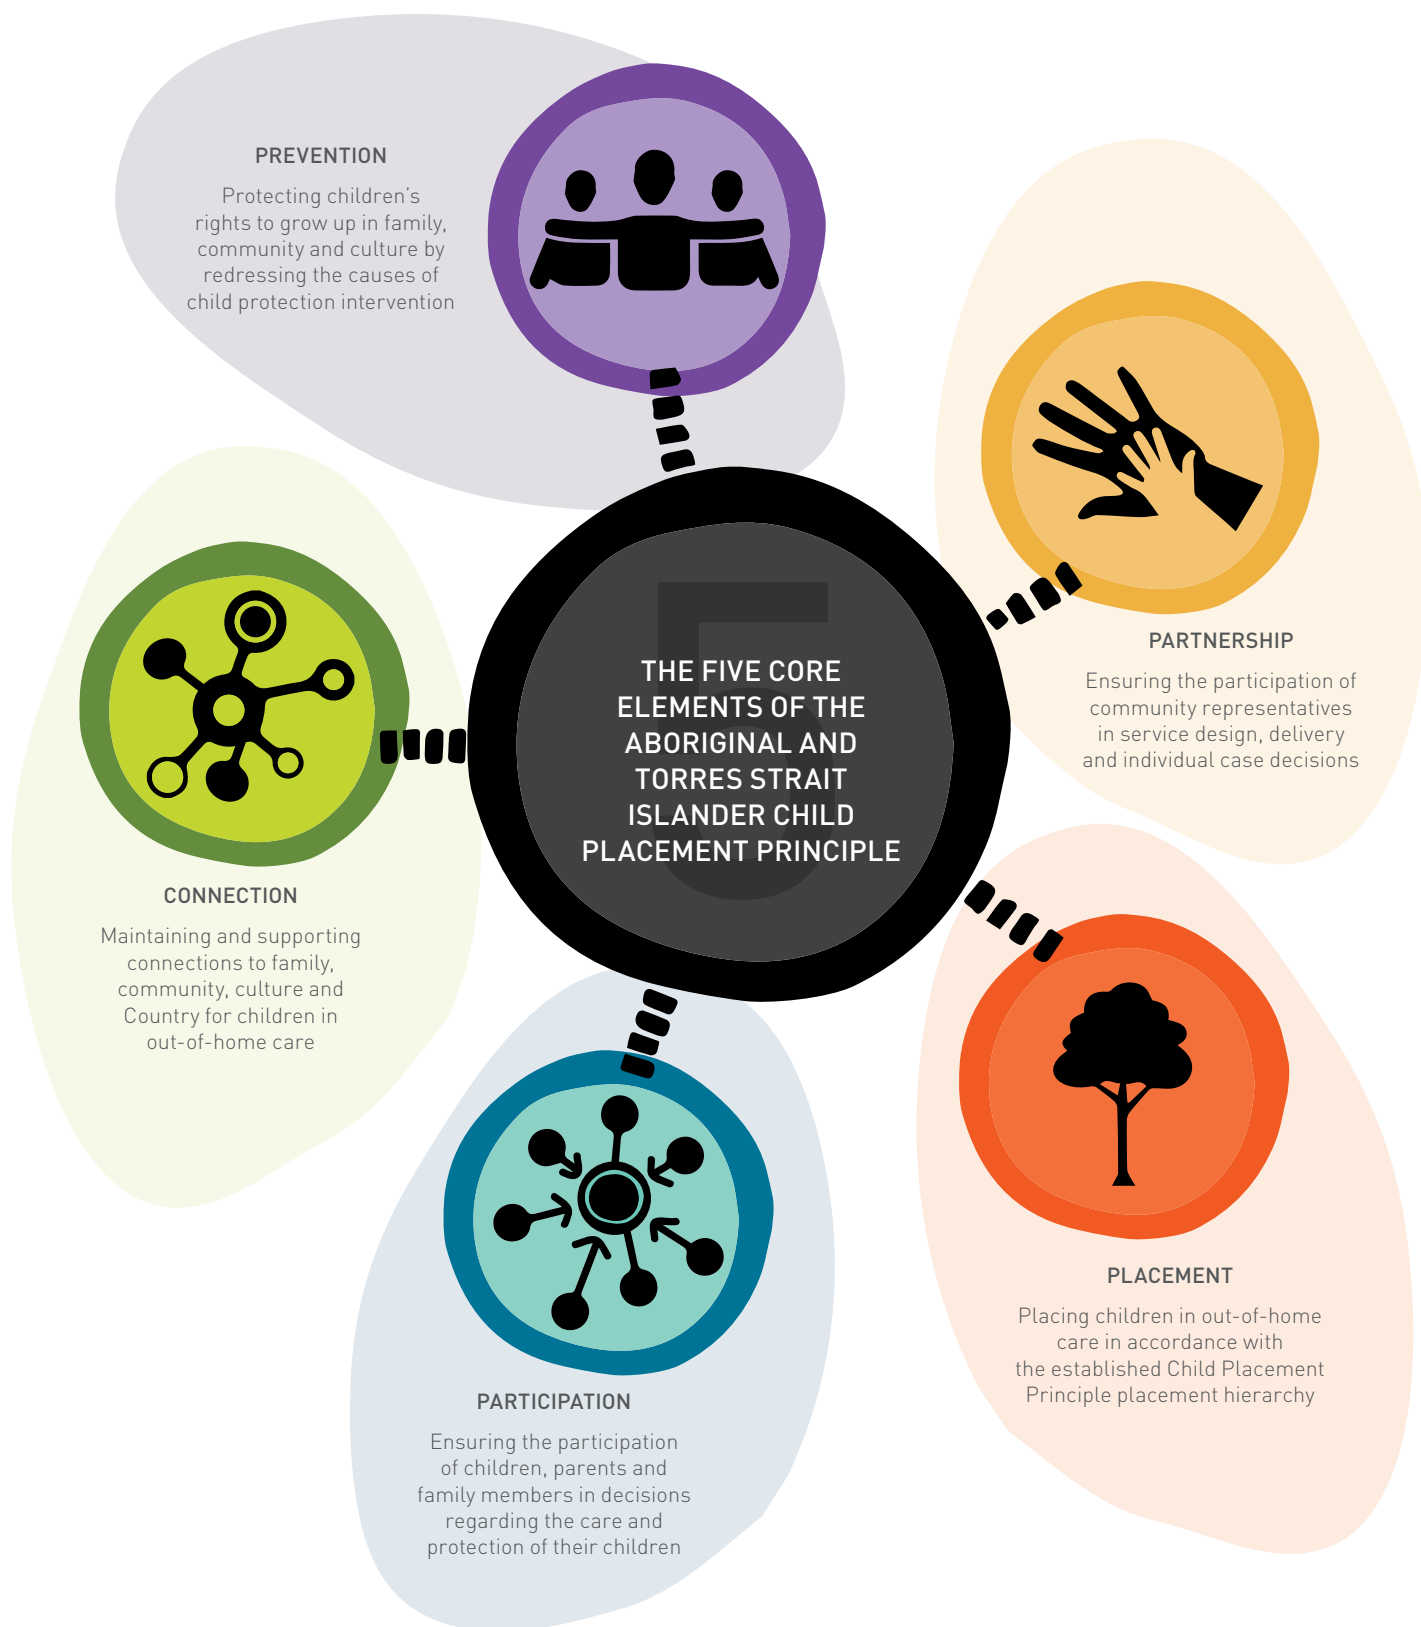 PREVENTION
Protecting children's
rights to grow up in family,
community and culture by
redressing the causes of
child protection intervention
PARTNERSHIP
Ensuring the participation of
community representatives
in service design, delivery
and individual case decisions
5
THE FIVE CORE
ELEMENTS OF THE
ABORIGINAL AND
TORRES STRAIT
ISLANDER CHILD
PLACEMENT PRINCIPLE
CONNECTION
Maintaining and supporting
connections to family,
community, culture and
Country for children in
out-of-home care
PLACEMENT
Placing children in out-of-home
care in accordance with
the established Child Placement
Principle placement hierarchy
PARTICIPATION
Ensuring the participation
of children, parents and
family members in decisions
regarding the care and
protection of their children